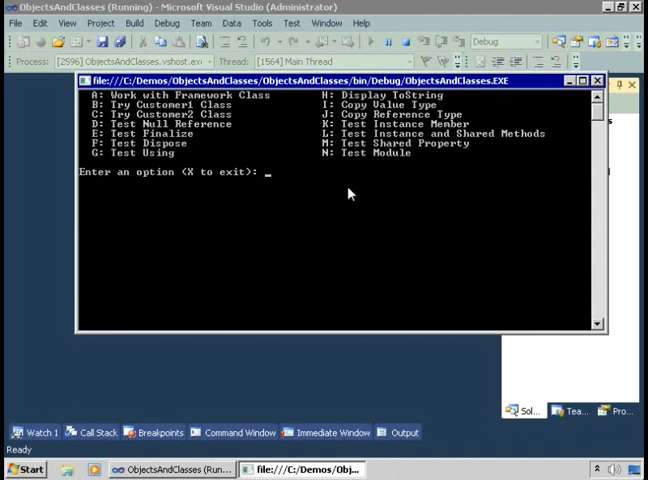 ObjectsAndClasses (Running) - Microsoft Visual Studio (Administrator)
File Edit View Project Build Debug Team Data Tools Test Window Help
Debug
Process: [2596] ObjectsAndClasses.vshost.ex Thread: [1564] Main Thread
file:///C:/Demos/ObjectsAndClasses/ObjectsAndClasses/bin/Debug/ObjectsAndClasses.EXE
A: Work with Framework Class H: Display ToString
B: Try Customer1 Class I: Copy Value Type
C: Try Customer2 Class J: Copy Reference Type
D: Test Null Reference K: Test Instance Member
E: Test Finalize L: Test Instance and Shared Methods
F: Test Dispose M: Test Shared Property
G: Test Using N: Test Module
Enter an option (X to exit): _
Sol... Tea... Pro...
Watch 1 Call Stack Breakpoints Command Window Immediate Window Output
Ready
Start ObjectsAndClasses (Run... file:///C:/Demos/Obj...